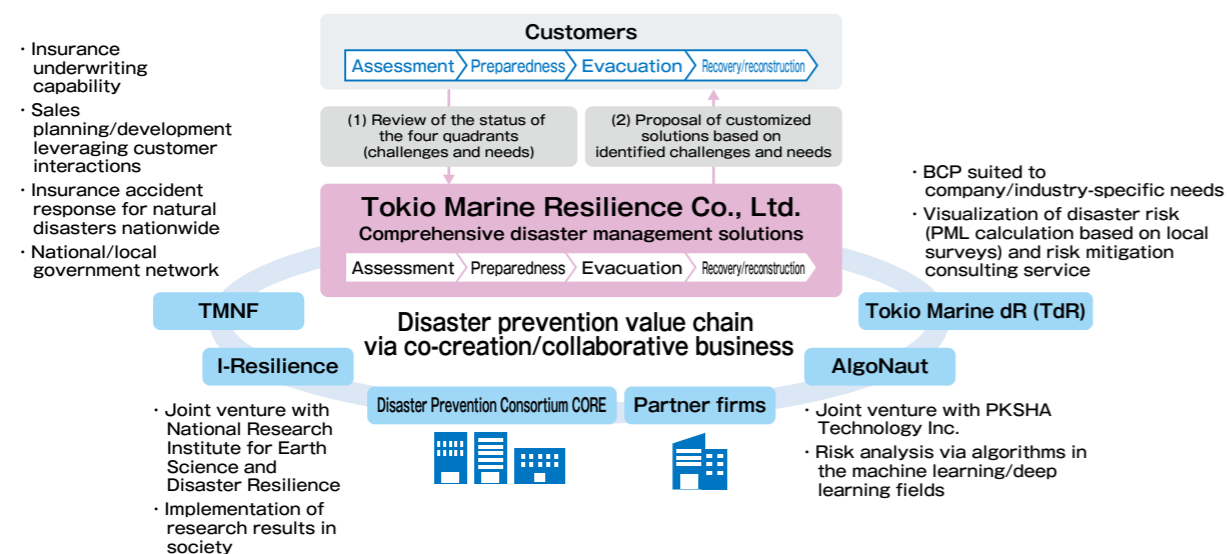 Customers
Assessment
Preparedness
Evacuation
Recovery/reconstruction
· Insurance
underwriting
capability
· Sales
planning/development
leveraging customer
interactions
· Insurance accident
response for natural
disasters nationwide
· National/local
government network
(1) Review of the status of
the four quadrants
(challenges and needs)
(2) Proposal of customized
solutions based on
identified challenges and needs
· BCP suited to
company/industry-specific needs
· Visualization of disaster risk
(PML calculation based on local
surveys) and risk mitigation
consulting service
Tokio Marine Resilience Co., Ltd.
Comprehensive disaster management solutions
Assessment
Preparedness
Evacuation
Recovery/reconstruction
TMNF
Tokio Marine dR (TdR)
Disaster prevention value chain
via co-creation/collaborative business
I-Resilience
AlgoNaut
Disaster Prevention Consortium CORE
Partner firms
· Joint venture with
National Research
Institute for Earth
Science and
Disaster Resilience
· Implementation of
research results in
society
· Joint venture with PKSHA
Technology Inc.
· Risk analysis via algorithms in
the machine learning/deep
learning fields